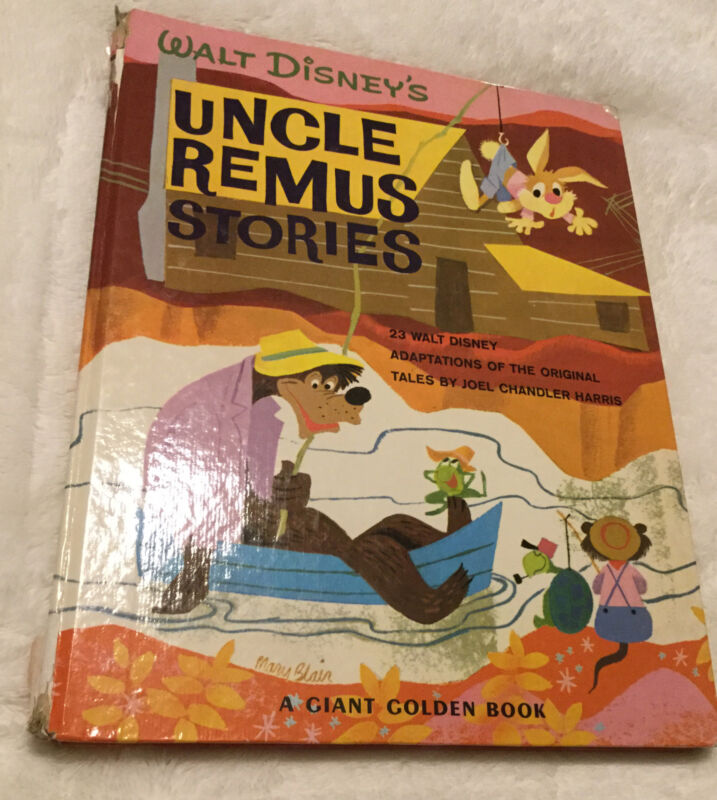 WALT DISNEY'S
UNCLE
REMUS
STORIES
23 WALT DISNEY
ADAPTATIONS OF THE ORIGINAL
TALES BY JOEL CHANDLER HARRIS
Mary Blair
A GIANT GOLDEN BOOK